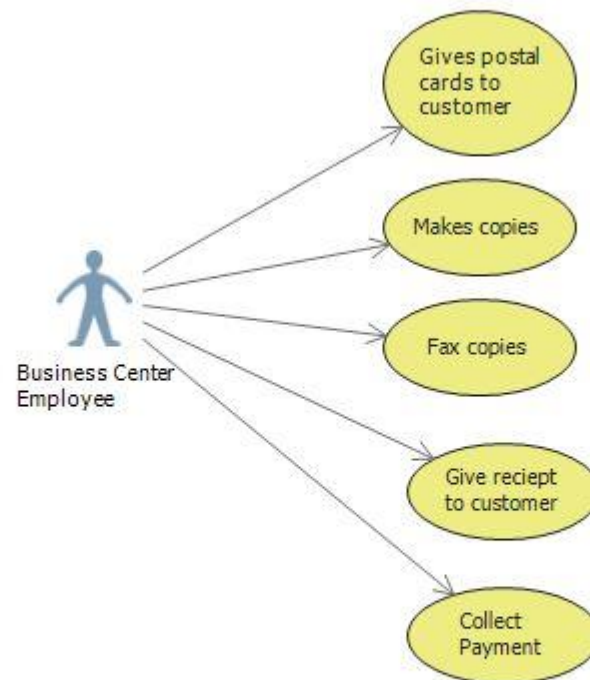 Gives postal
cards to
customer
Makes copies
Fax copies
Business Center
Employee
Give reciept
to customer
Collect
Payment